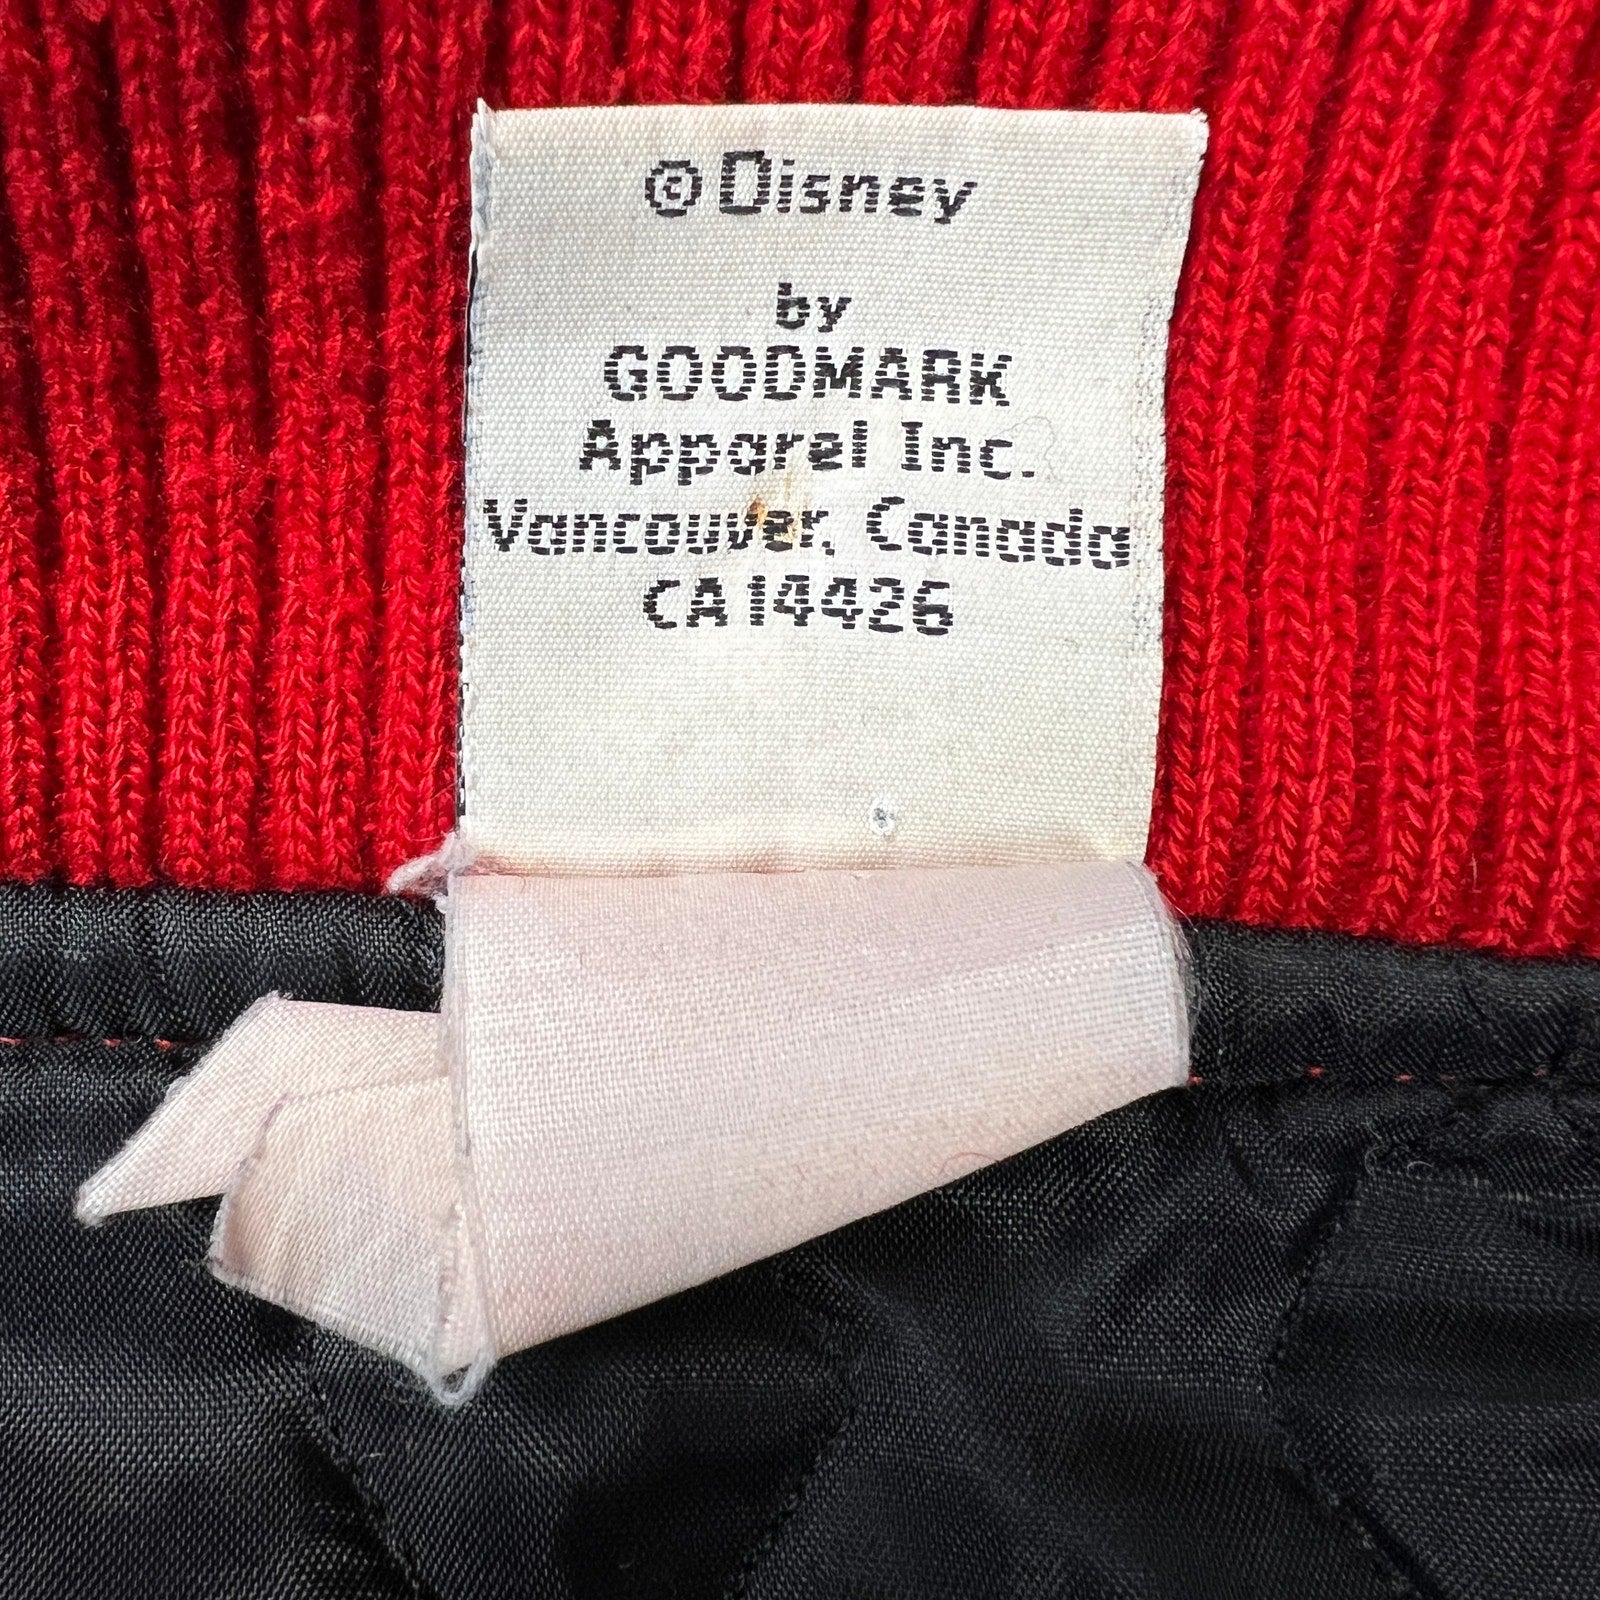 ©Disney
by
GOODMARK
Apparel Inc.
Vancouver, Canada
CA14426